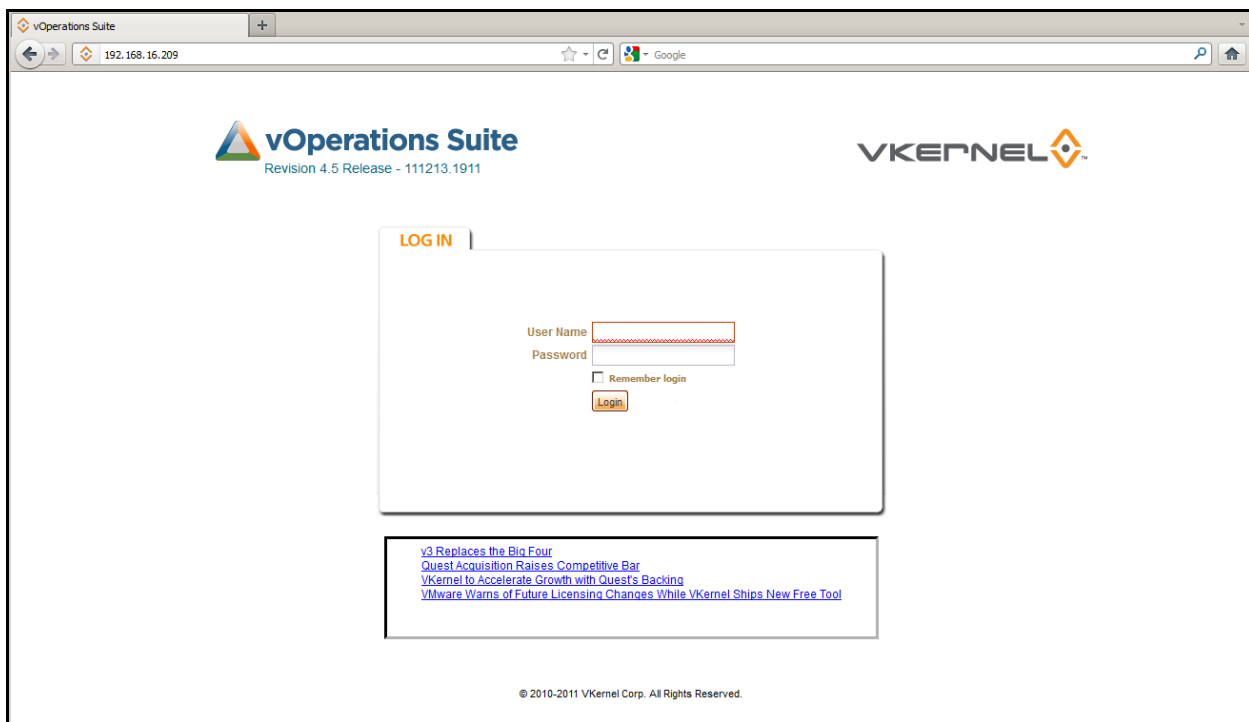 vOperations Suite
192.168.16.209
Google
vOperations Suite
Revision 4.5 Release - 111213.1911
VKERNEL
TM
LOG IN
User Name
Password
Remember login
Login
v3 Replaces the Big Four
Quest Acquisition Raises Competitive Bar
VKernel to Accelerate Growth with Quest's Backing
VMware Warns of Future Licensing Changes While VKernel Ships New Free Tool
© 2010-2011 VKernel Corp. All Rights Reserved.